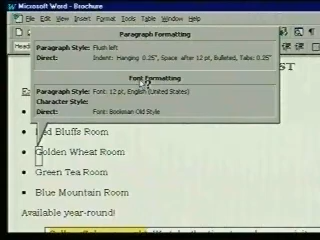 Microsoft Word - Brochure
File Edit View Insert Format Tools Table Window Help
Paragraph Formatting
Paragraph Style: Flush left
Direct: Indent: Hanging 0.25", Space after 12 pt, Bulleted, Tabs: 0.25"
Font Formatting
Paragraph Style: Font: 12 pt, English (United States)
Character Style:
Direct: Font: Bookman Old Style
ST
• Red Bluffs Room
• Golden Wheat Room
• Green Tea Room
• Blue Mountain Room
Available year-round!